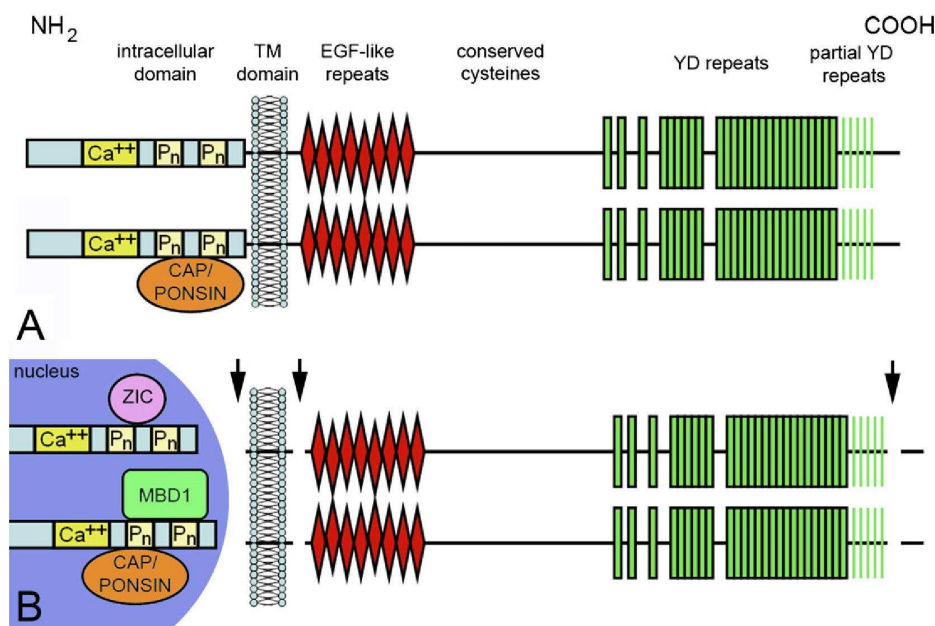 NH2
COOH
intracellular
domain
TM
domain
EGF-like
repeats
conserved
cysteines
YD repeats
partial YD
repeats
Ca++ Pn Pn
Ca++ Pn Pn
CAP/
PONSIN
A
nucleus
ZIC
Ca++ Pn Pn
MBD1
Ca++ Pn Pn
CAP/
PONSIN
B